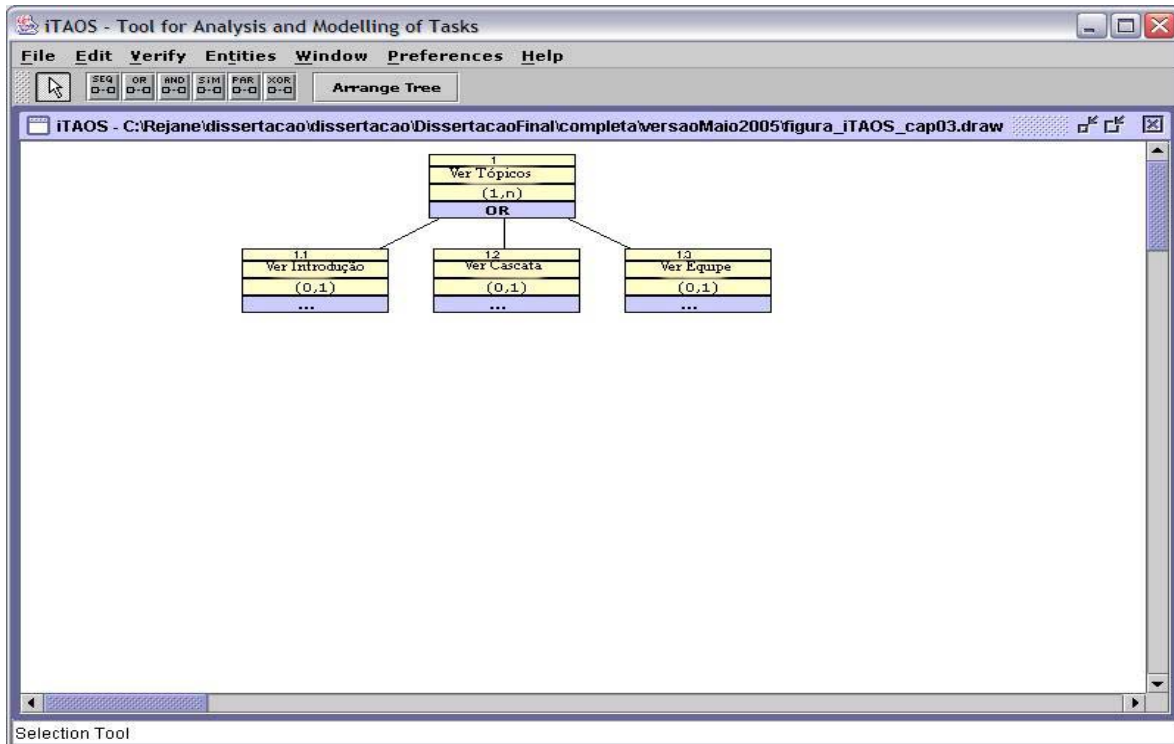 iTAOS - Tool for Analysis and Modelling of Tasks
File Edit Verify Entities Window Preferences Help
SEQ OR AND SIM PAR XOR Arrange Tree
iTAOS - C:\Rejane\dissertacao\dissertacao\DissertacaoFinal\completa\versaoMaio2005\figura_iTAOS_cap03.draw
1
Ver Tópicos
(1,n)
OR
1.1 1.2 1.3
Ver Introdução Ver Cascata Ver Equipe
(0,1) (0,1) (0,1)
... ... ...
Selection Tool